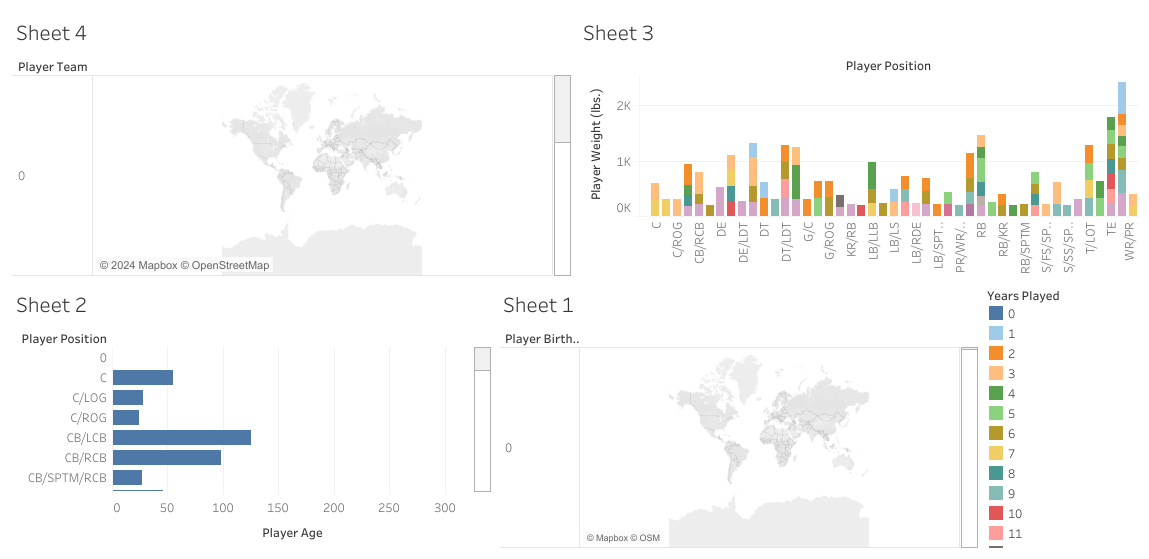 Sheet 4
Player Team
0
© 2024 Mapbox © OpenStreetMap
Sheet 3
Player Position
Player Weight (lbs.)
2K
1K
0K
C
C/ROG
CB/RCB
DE
DE/LDT
DT
DT/LDT
G/C
G/ROG
KR/RB
LB/LLB
LB/LS
LB/RDE
LB/SPT..
PR/WR/..
RB
RB/KR
RB/SPTM
S/FS/SP..
S/SS/SP..
T/LOT
TE
WR/PR
Sheet 2
Player Position
0
C
C/LOG
C/ROG
CB/LCB
CB/RCB
CB/SPTM/RCB
0 50 100 150 200 250 300
Player Age
Sheet 1
Player Birth..
0
© Mapbox © OSM
Years Played
0
1
2
3
4
5
6
7
8
9
10
11